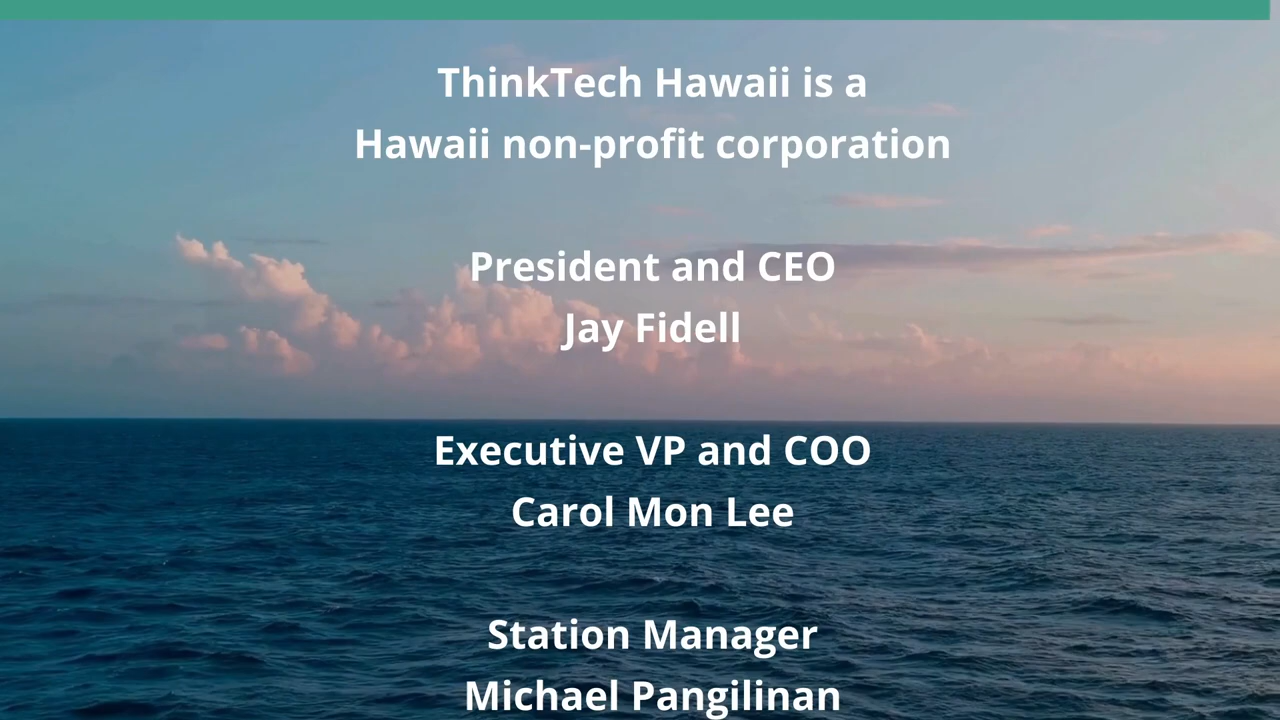 ThinkTech Hawaii is a
Hawaii non-profit corporation
President and CEO
Jay Fidell
Executive VP and COO
Carol Mon Lee
Station Manager
Michael Pangilinan